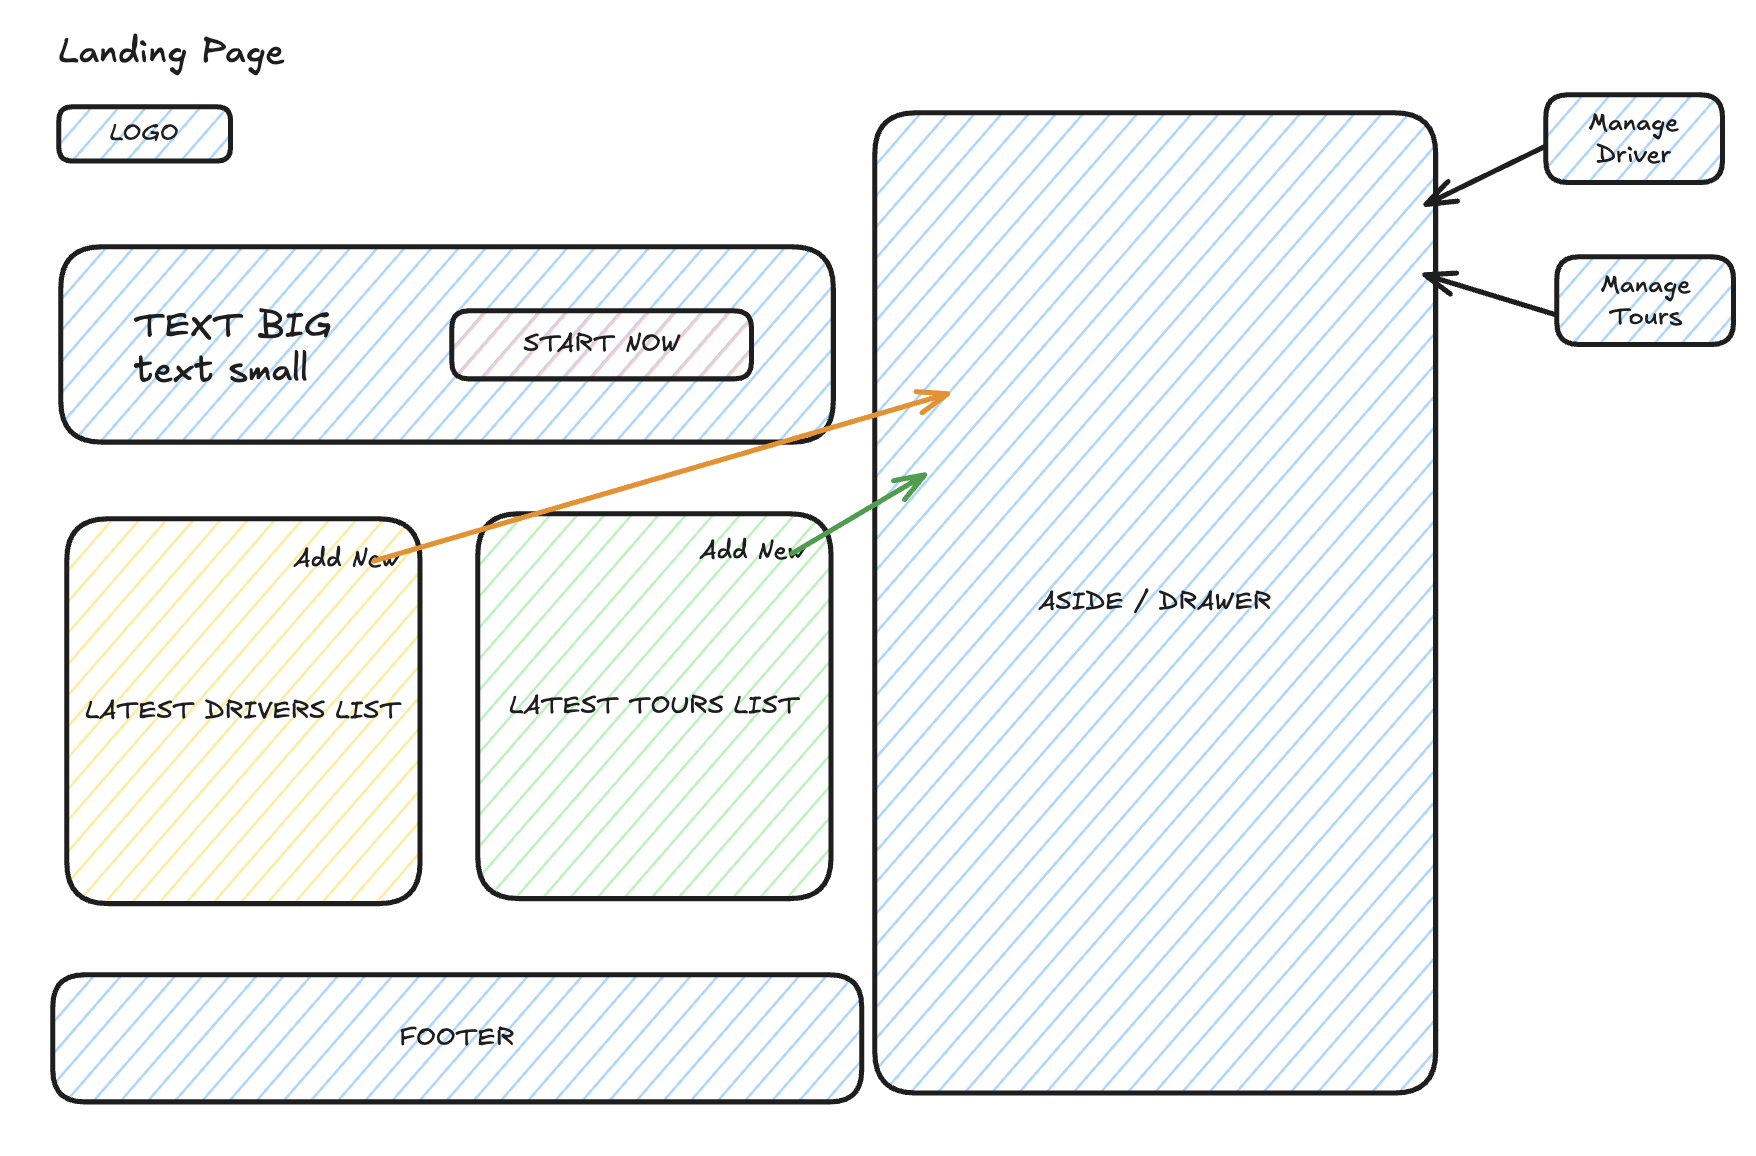 Landing Page
LOGO
TEXT BIG
text small
START NOW
Add New
LATEST DRIVERS LIST
Add New
LATEST TOURS LIST
FOOTER
ASIDE / DRAWER
Manage
Driver
Manage
Tours